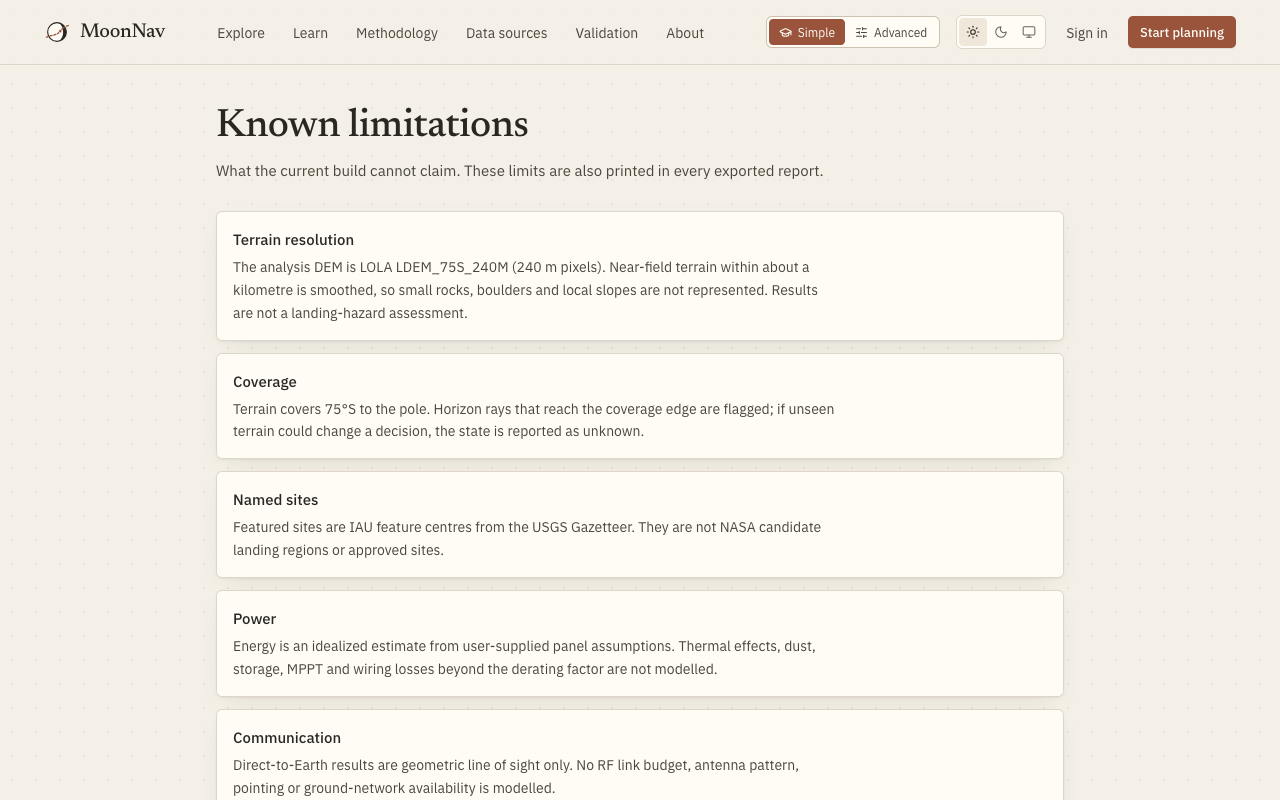 MoonNav
Explore
Learn
Methodology
Data sources
Validation
About
Simple
Advanced
Sign in
Start planning
Known limitations
What the current build cannot claim. These limits are also printed in every exported report.
Terrain resolution
The analysis DEM is LOLA LDEM_75S_240M (240 m pixels). Near-field terrain within about a
kilometre is smoothed, so small rocks, boulders and local slopes are not represented. Results
are not a landing-hazard assessment.
Coverage
Terrain covers 75°S to the pole. Horizon rays that reach the coverage edge are flagged; if unseen
terrain could change a decision, the state is reported as unknown.
Named sites
Featured sites are IAU feature centres from the USGS Gazetteer. They are not NASA candidate
landing regions or approved sites.
Power
Energy is an idealized estimate from user-supplied panel assumptions. Thermal effects, dust,
storage, MPPT and wiring losses beyond the derating factor are not modelled.
Communication
Direct-to-Earth results are geometric line of sight only. No RF link budget, antenna pattern,
pointing or ground-network availability is modelled.